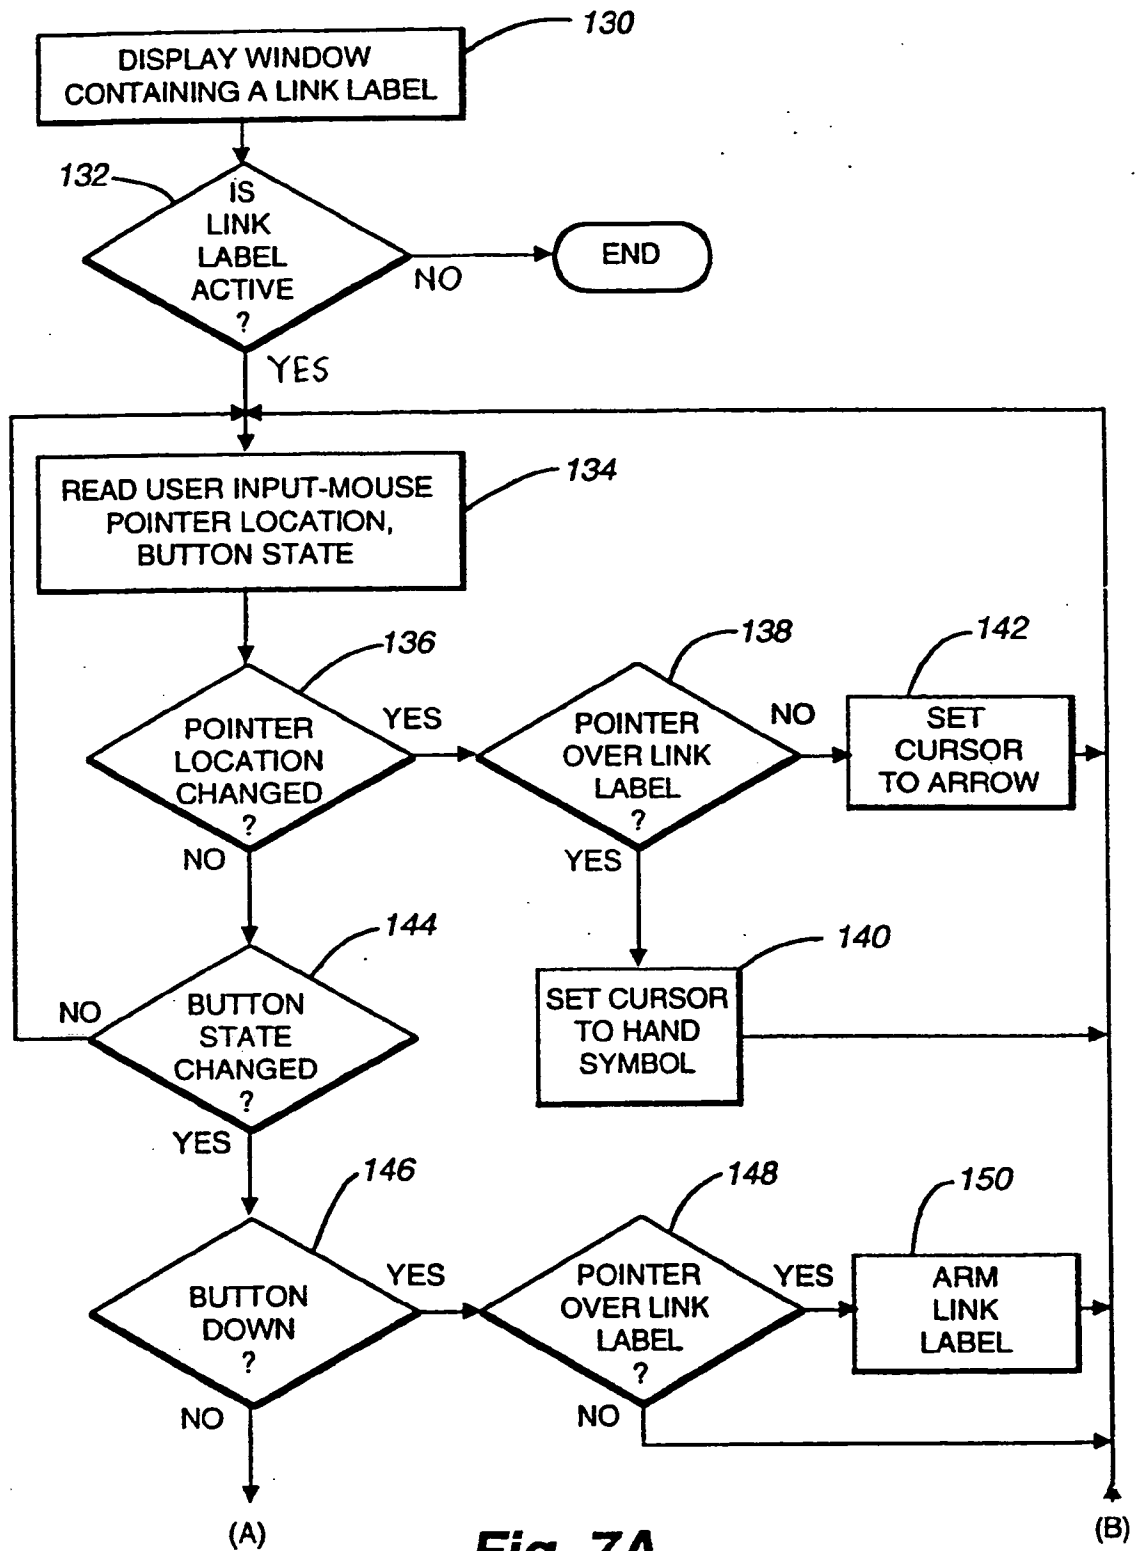 130
DISPLAY WINDOW
CONTAINING A LINK LABEL
132
IS
LINK
LABEL
ACTIVE
?
NO
END
YES
134
READ USER INPUT-MOUSE
POINTER LOCATION,
BUTTON STATE
136
POINTER
LOCATION
CHANGED
?
YES
NO
138
POINTER
OVER LINK
LABEL
?
NO
YES
142
SET
CURSOR
TO ARROW
140
SET CURSOR
TO HAND
SYMBOL
144
BUTTON
STATE
CHANGED
?
NO
YES
146
BUTTON
DOWN
?
YES
NO
148
POINTER
OVER LINK
LABEL
?
YES
NO
150
ARM
LINK
LABEL
(A)
(B)
Fig. 7A